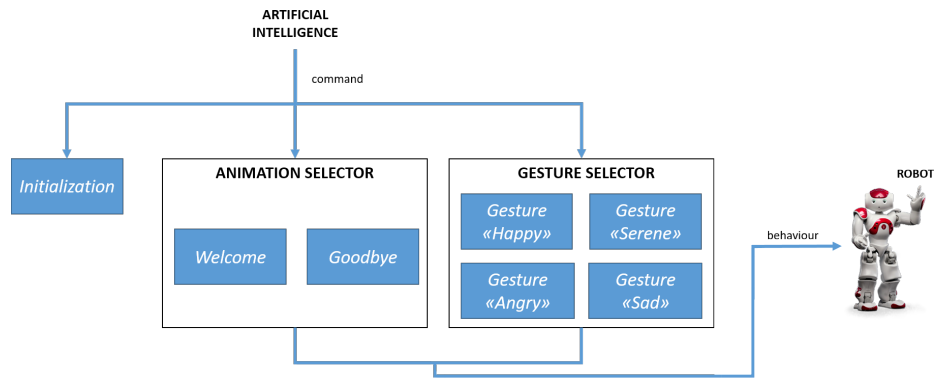 ARTIFICIAL
INTELLIGENCE
command
Initialization
ANIMATION SELECTOR
Welcome
Goodbye
GESTURE SELECTOR
Gesture
«Happy»
Gesture
«Serene»
Gesture
«Angry»
Gesture
«Sad»
behaviour
ROBOT